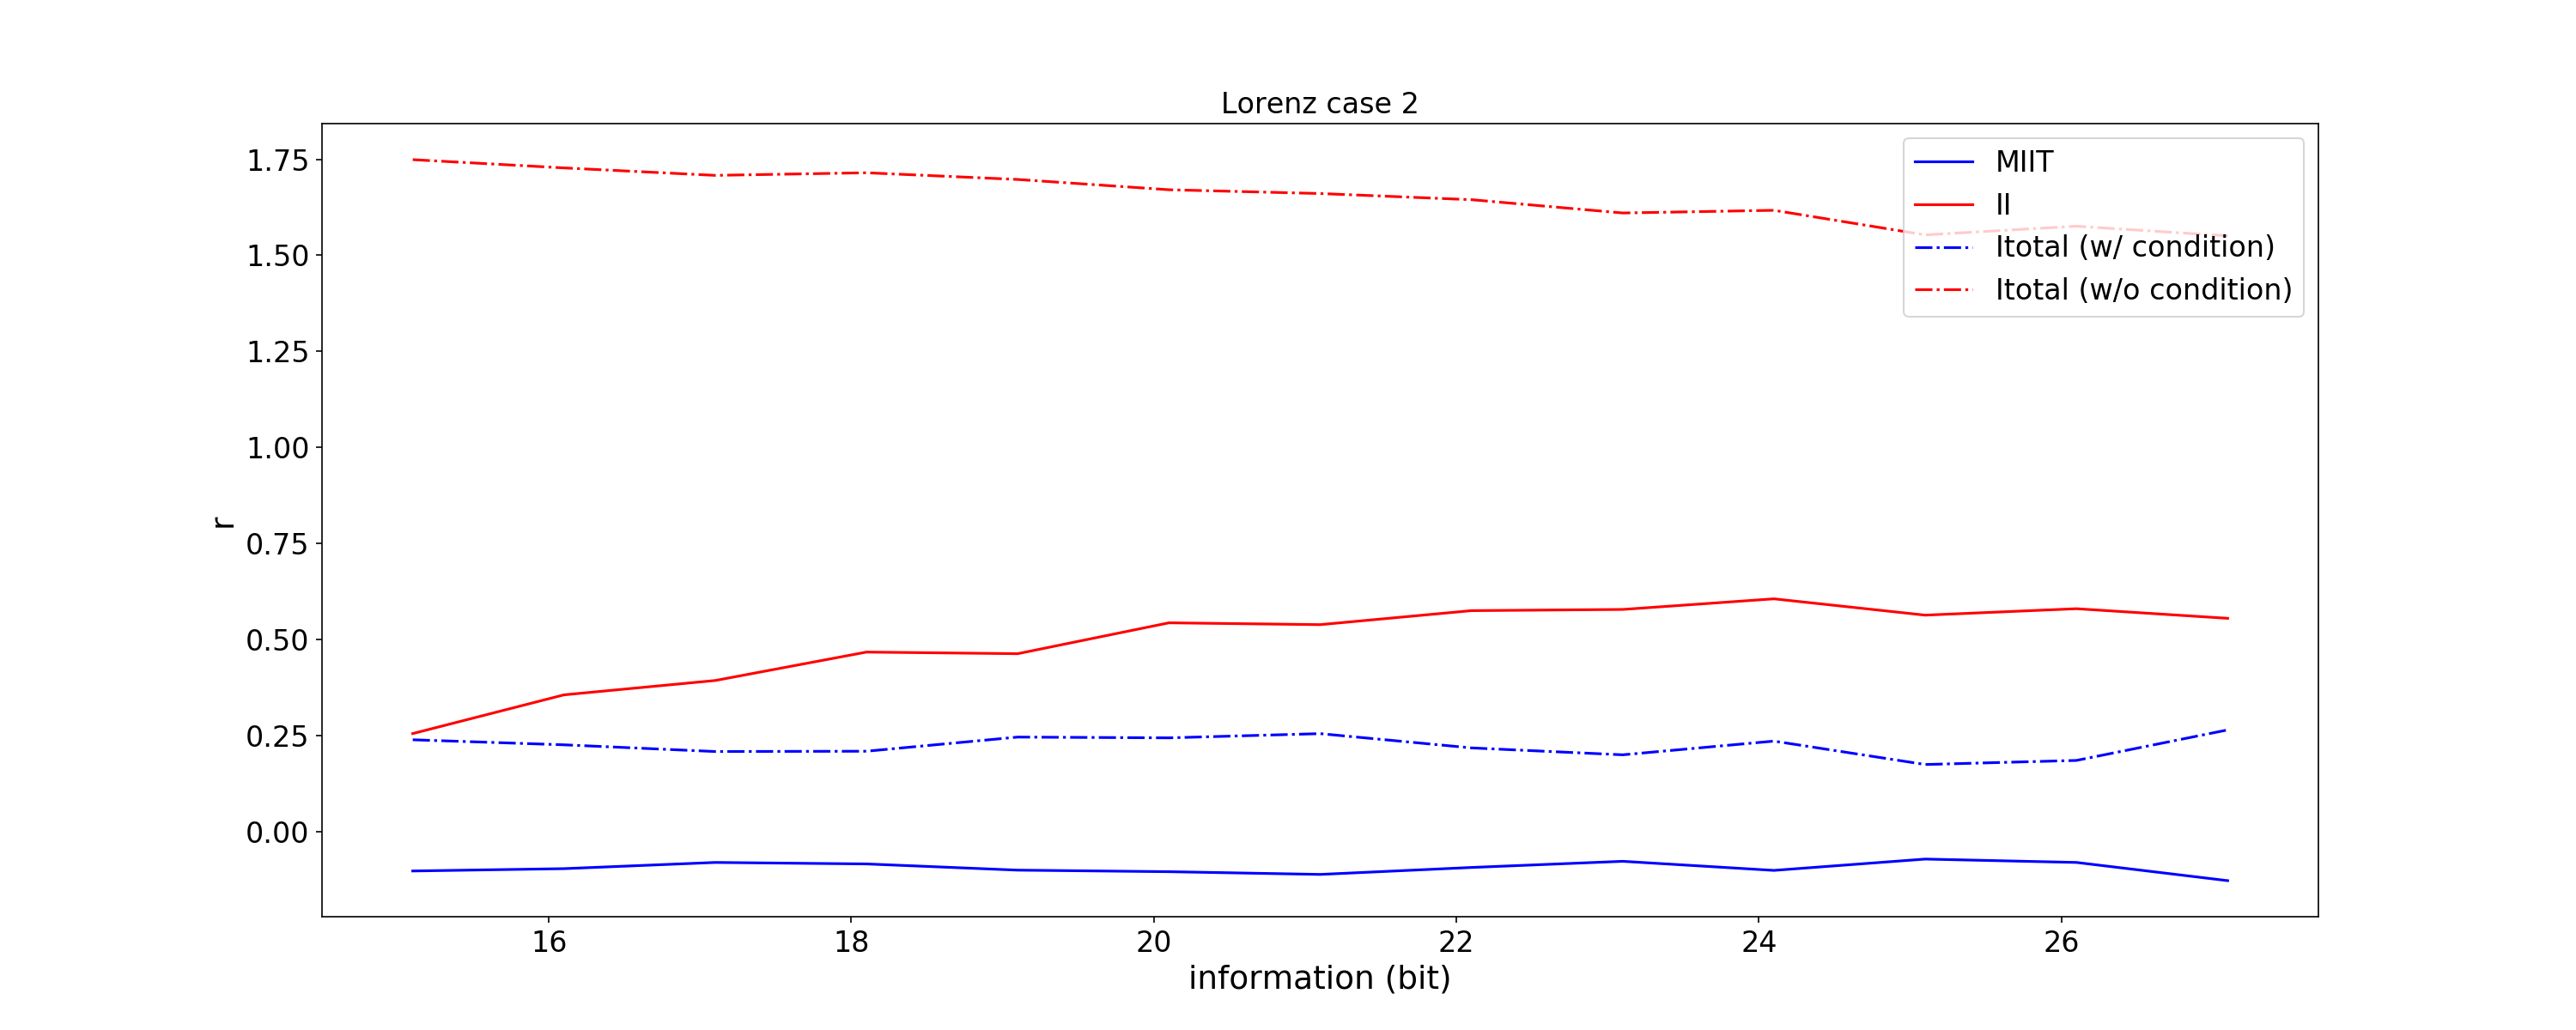 Lorenz case 2
1.75
1.50
1.25
1.00
0.75
0.50
0.25
0.00
r
MIIT
II
Itotal (w/ condition)
Itotal (w/o condition)
16 18 20 22 24 26
information (bit)